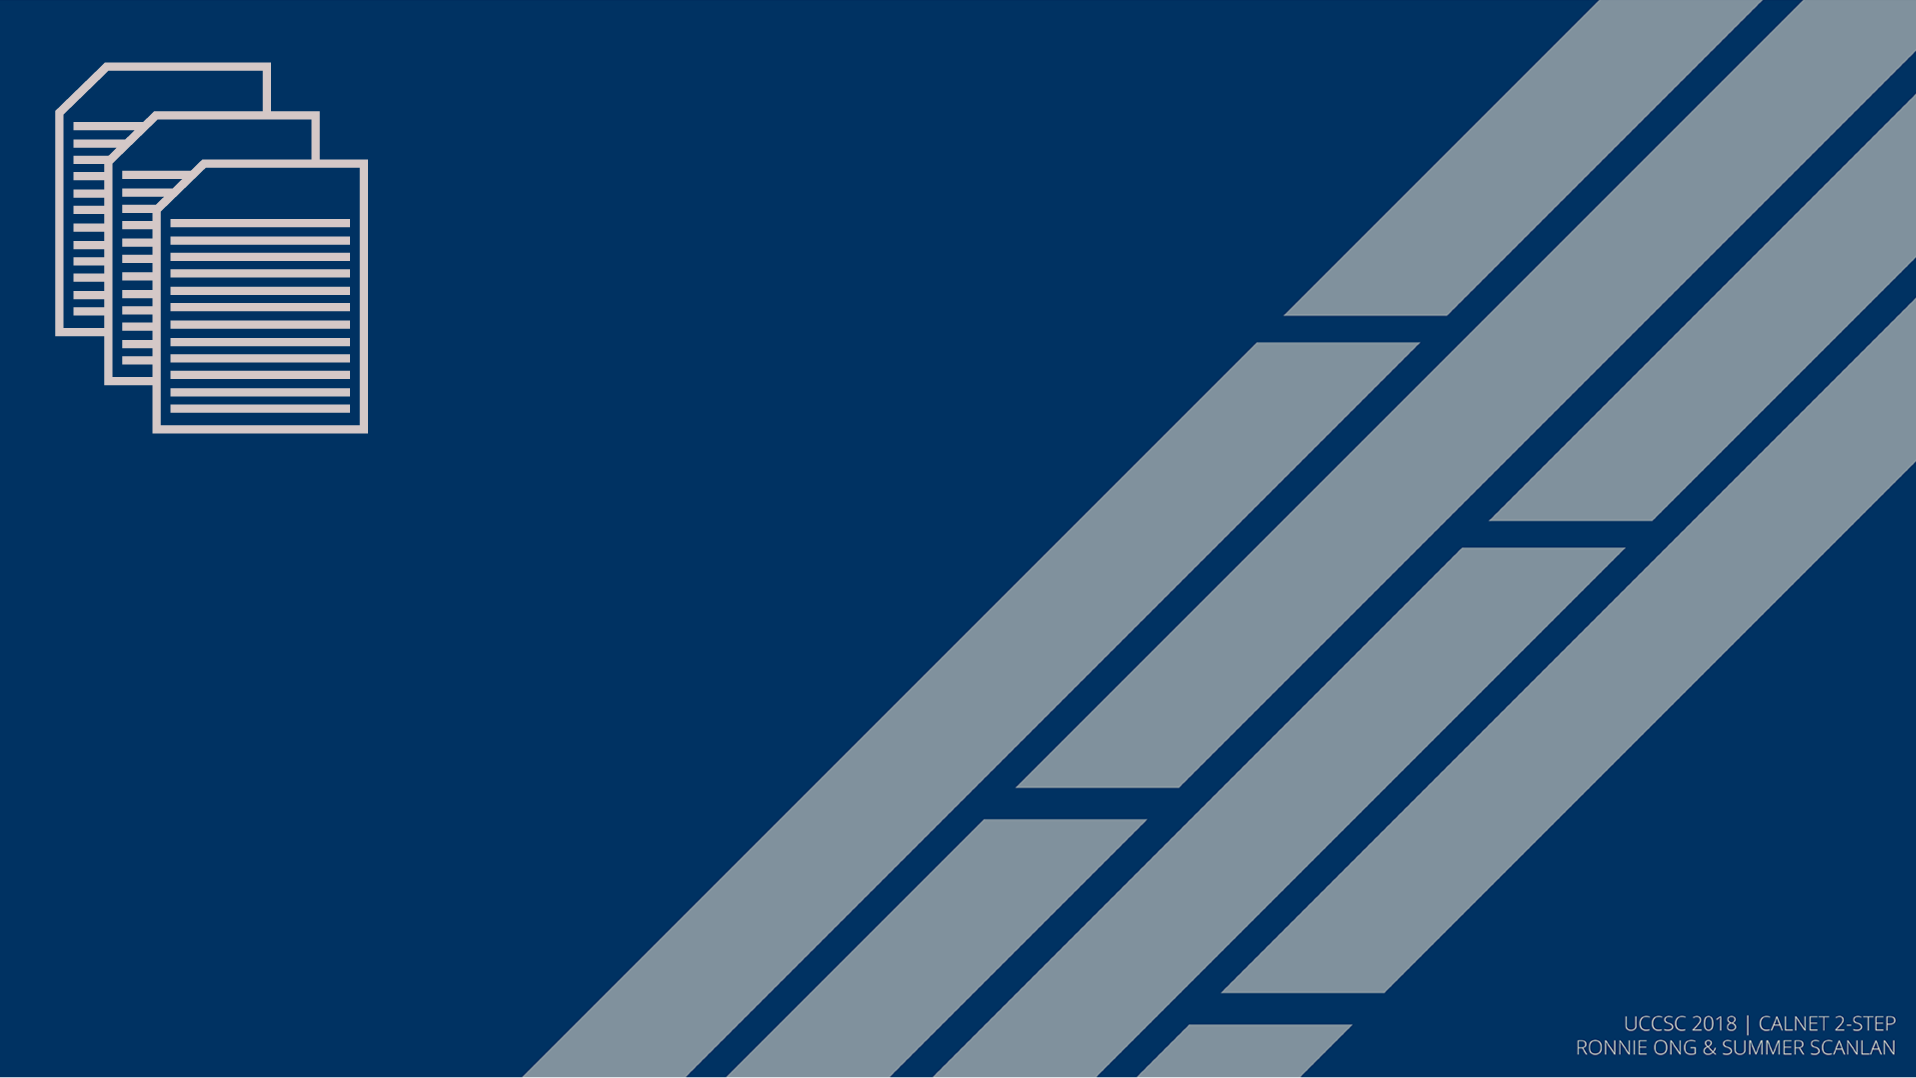 UCCSC 2018 | CALNET 2-STEP
RONNIE ONG & SUMMER SCANLAN